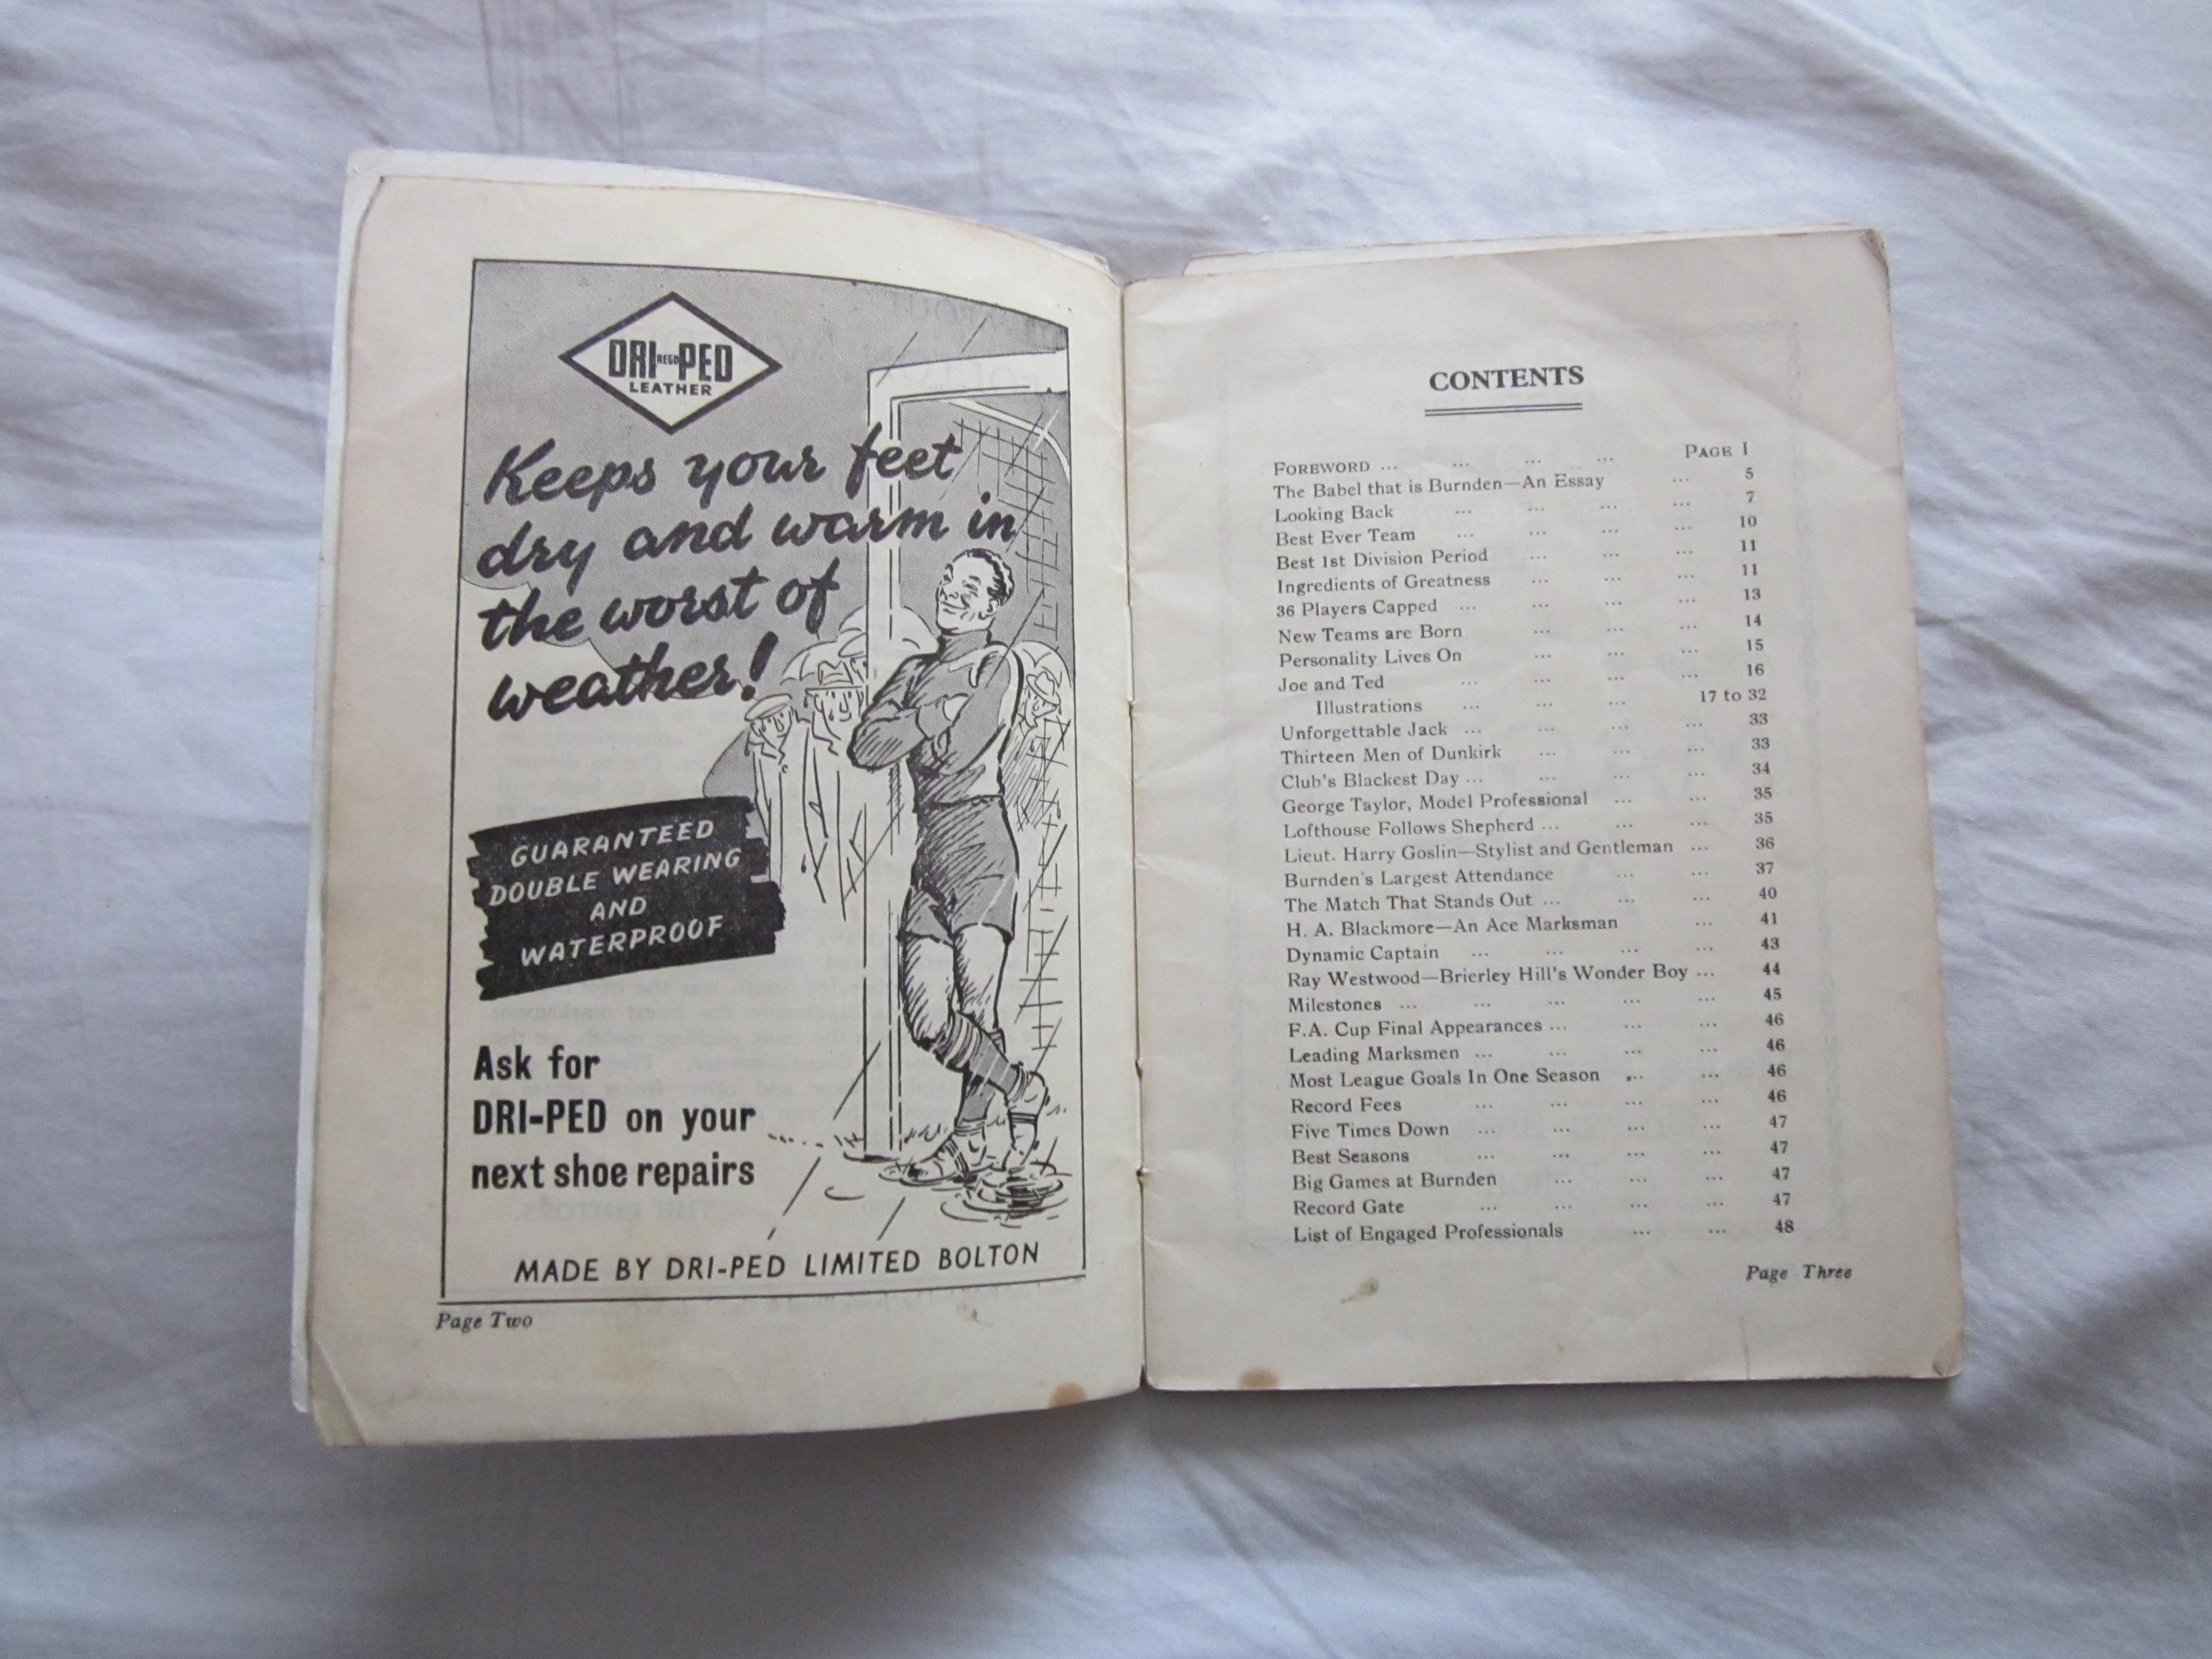 DRI REGD PED
LEATHER
Keeps your feet
dry and warm in
the worst of
weather!
GUARANTEED
DOUBLE WEARING
AND
WATERPROOF
Ask for
DRI-PED on your
next shoe repairs
MADE BY DRI-PED LIMITED BOLTON
Page Two
CONTENTS
FOREWORD ... ... ... ... PAGE 1
The Babel that is Burnden—An Essay ... 5
Looking Back ... ... ... ... 7
Best Ever Team ... ... ... ... 10
Best 1st Division Period ... ... ... 11
Ingredients of Greatness ... ... ... 11
36 Players Capped ... ... ... ... 13
New Teams are Born ... ... ... 14
Personality Lives On ... ... ... 15
Joe and Ted ... ... ... ... 16
Illustrations ... ... ... 17 to 32
Unforgettable Jack ... ... ... ... 33
Thirteen Men of Dunkirk ... ... ... 33
Club's Blackest Day ... ... ... ... 34
George Taylor, Model Professional ... ... 35
Lofthouse Follows Shepherd ... ... ... 35
Lieut. Harry Goslin—Stylist and Gentleman ... 36
Burnden's Largest Attendance ... ... 37
The Match That Stands Out ... ... ... 40
H. A. Blackmore—An Ace Marksman ... 41
Dynamic Captain ... ... ... ... 43
Ray Westwood—Brierley Hill's Wonder Boy ... 44
Milestones ... ... ... ... ... 45
F.A. Cup Final Appearances ... ... ... 46
Leading Marksmen ... ... ... ... 46
Most League Goals In One Season ... ... 46
Record Fees ... ... ... ... 46
Five Times Down ... ... ... ... 47
Best Seasons ... ... ... ... 47
Big Games at Burnden ... ... ... 47
Record Gate ... ... ... ... 47
List of Engaged Professionals ... ... 48
Page Three